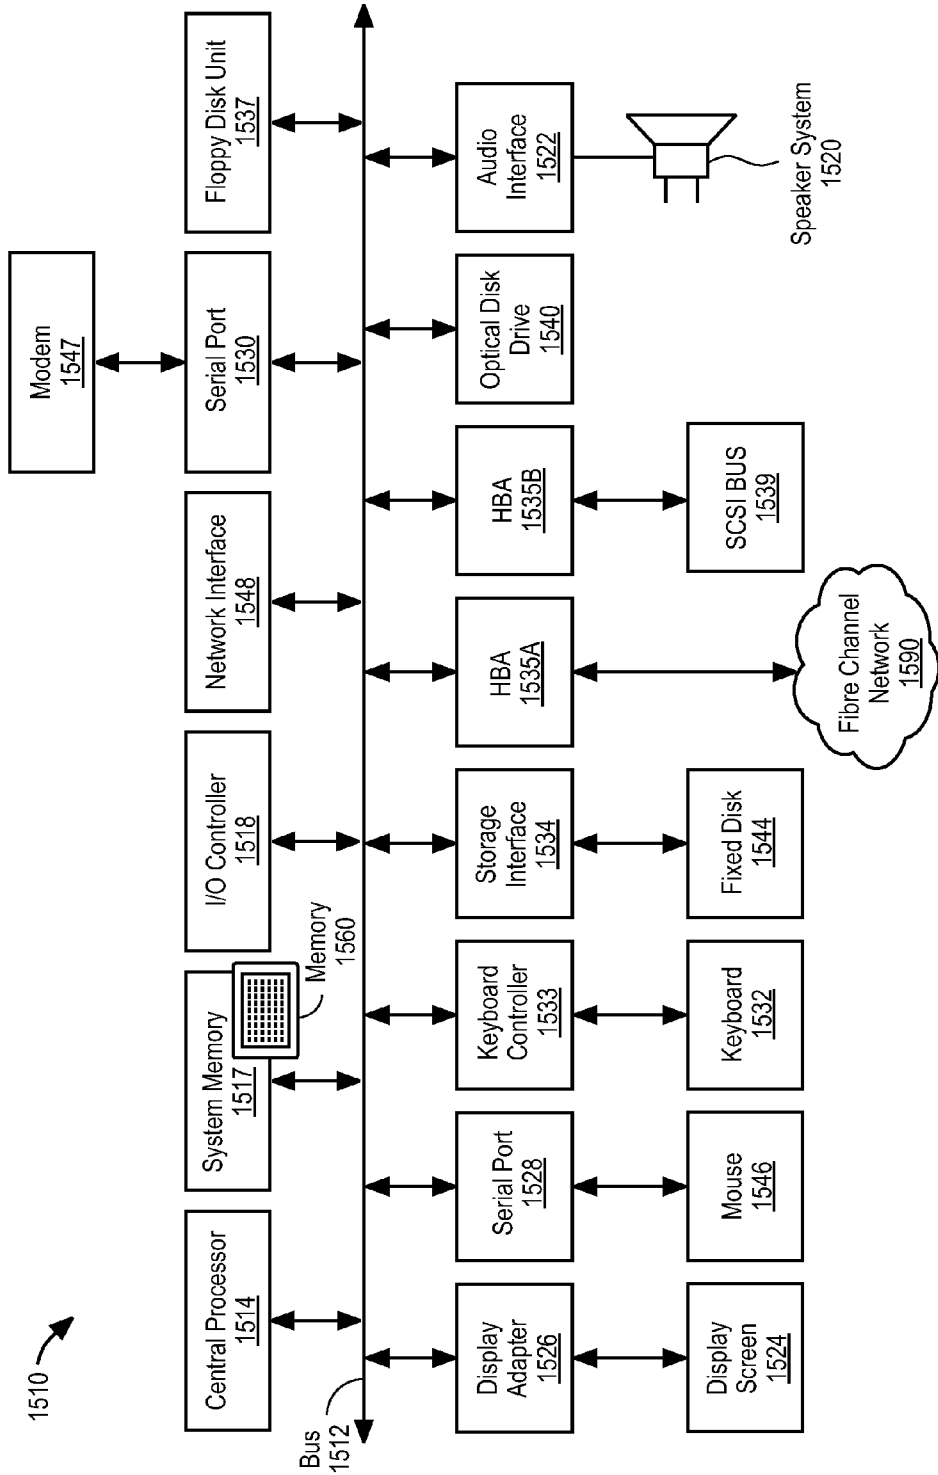 1510
Modem
1547
Central Processor
1514
System Memory
1517
I/O Controller
1518
Network Interface
1548
Serial Port
1530
Floppy Disk Unit
1537
Memory
1560
Bus
1512
Display
Adapter
1526
Serial Port
1528
Keyboard
Controller
1533
Storage
Interface
1534
HBA
1535A
HBA
1535B
Optical Disk
Drive
1540
Audio
Interface
1522
Display
Screen
1524
Mouse
1546
Keyboard
1532
Fixed Disk
1544
Fibre Channel
Network
1590
SCSI BUS
1539
Speaker System
1520